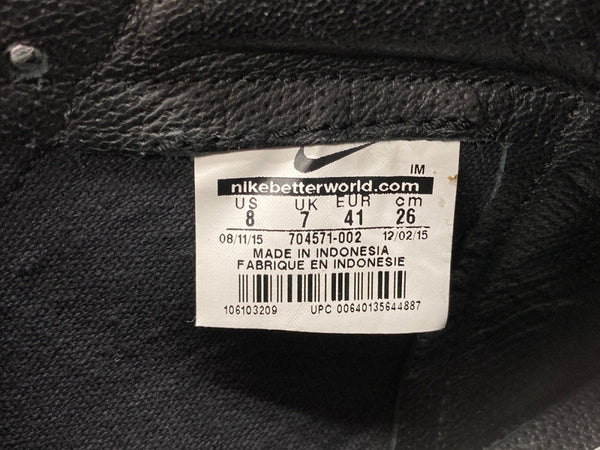 IM
nikebetterworld.com
US UK EUR cm
8 7 41 26
08/11/15 704571-002 12/02/15
MADE IN INDONESIA
FABRIQUE EN INDONESIE
106103209 UPC 00640135644887